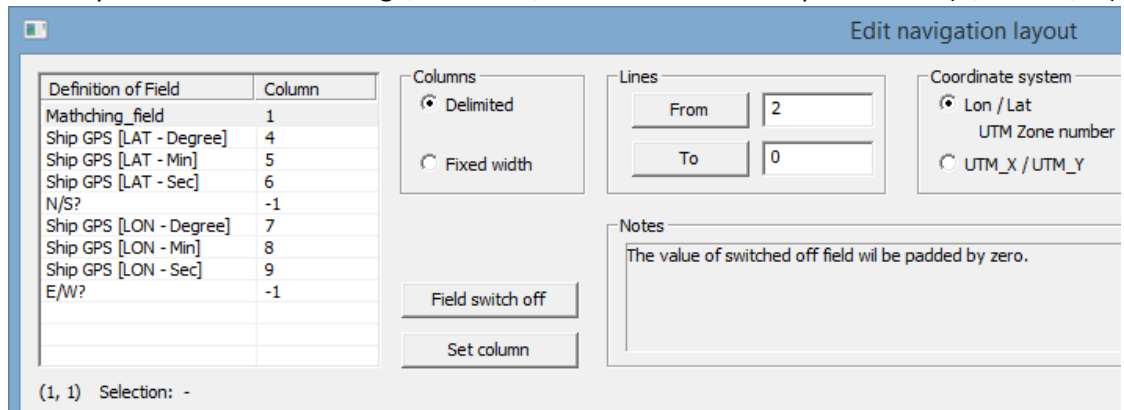 Edit navigation layout
Definition of Field Column
Mathching_field 1
Ship GPS [LAT - Degree] 4
Ship GPS [LAT - Min] 5
Ship GPS [LAT - Sec] 6
N/S? -1
Ship GPS [LON - Degree] 7
Ship GPS [LON - Min] 8
Ship GPS [LON - Sec] 9
E/W? -1
Columns
Delimited
Fixed width
Field switch off
Set column
Lines
From 2
To 0
Coordinate system
Lon / Lat
UTM Zone number
UTM_X / UTM_Y
Notes
The value of switched off field wil be padded by zero.
(1, 1) Selection: -